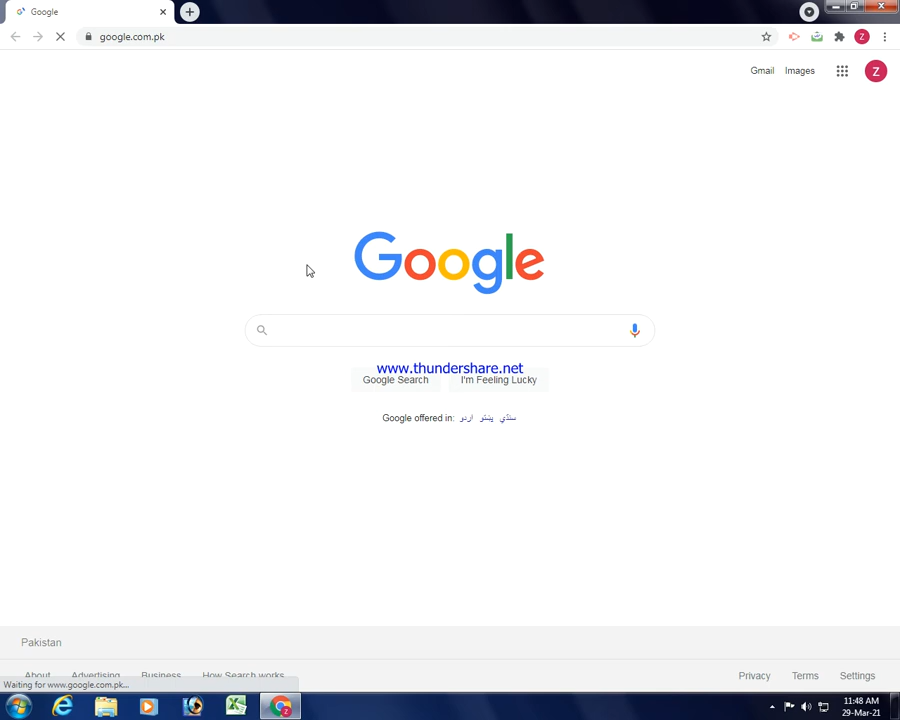 Google
google.com.pk
Z
Gmail Images Z
Google
www.thundershare.net
Google Search I'm Feeling Lucky
Google offered in: اردو پښتو سنڌي
Pakistan
About Advertising Business How Search works
Privacy Terms Settings
Waiting for www.google.com.pk...
11:48 AM
29-Mar-21